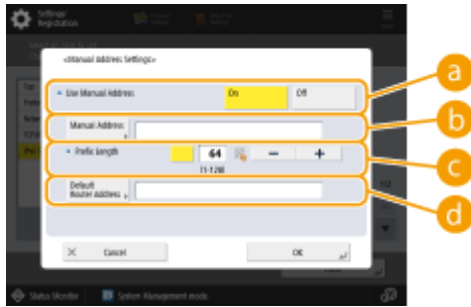 Settings/
Registration
<Manual Address Settings>
Use Manual Address
On
Off
a
Manual Address
b
Prefix Length
64
-
+
(1-128)
c
Default
Router Address
d
Cancel
OK
Status Monitor
System Management mode.